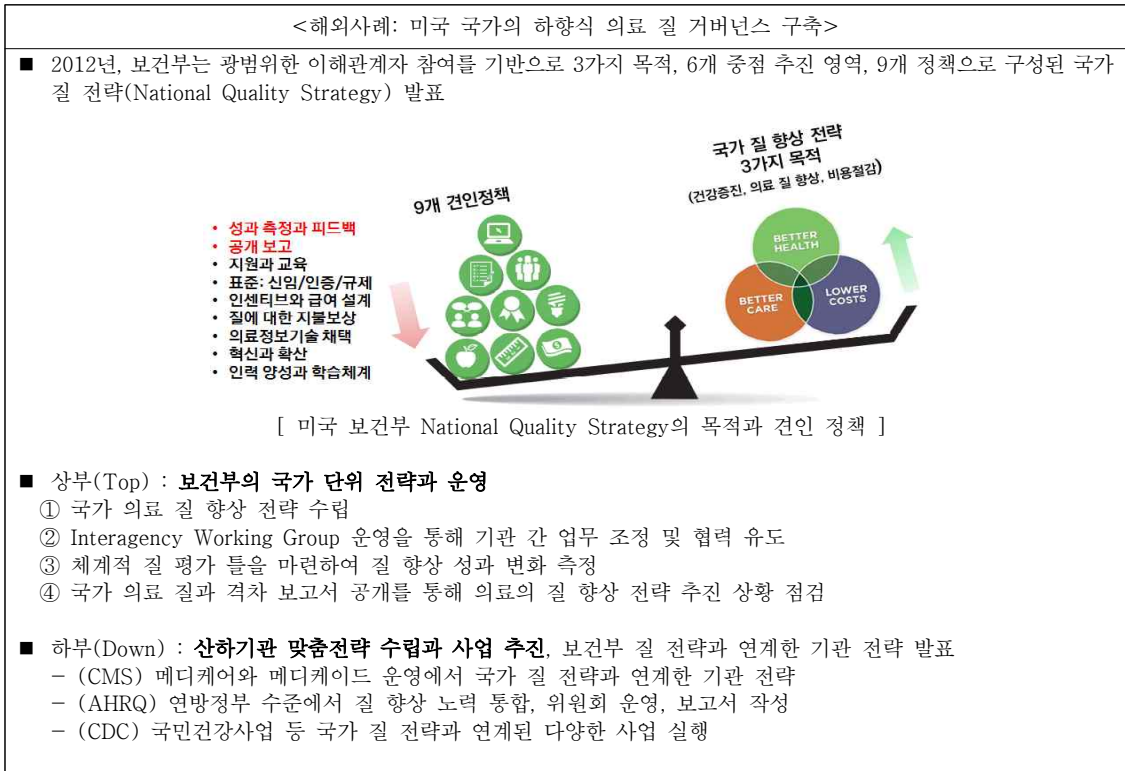 <해외사례: 미국 국가의 하향식 의료 질 거버넌스 구축>
■ 2012년, 보건부는 광범위한 이해관계자 참여를 기반으로 3가지 목적, 6개 중점 추진 영역, 9개 정책으로 구성된 국가
질 전략(National Quality Strategy) 발표
9개 견인정책
• 성과 측정과 피드백
• 공개 보고
• 지원과 교육
• 표준: 신임/인증/규제
• 인센티브와 급여 설계
• 질에 대한 지불보상
• 의료정보기술 채택
• 혁신과 확산
• 인력 양성과 학습체계
국가 질 향상 전략
3가지 목적
(건강증진, 의료 질 향상, 비용절감)
BETTER
HEALTH
BETTER
CARE
LOWER
COSTS
[ 미국 보건부 National Quality Strategy의 목적과 견인 정책 ]
■ 상부(Top) : 보건부의 국가 단위 전략과 운영
① 국가 의료 질 향상 전략 수립
② Interagency Working Group 운영을 통해 기관 간 업무 조정 및 협력 유도
③ 체계적 질 평가 틀을 마련하여 질 향상 성과 변화 측정
④ 국가 의료 질과 격차 보고서 공개를 통해 의료의 질 향상 전략 추진 상황 점검
■ 하부(Down) : 산하기관 맞춤전략 수립과 사업 추진, 보건부 질 전략과 연계한 기관 전략 발표
- (CMS) 메디케어와 메디케이드 운영에서 국가 질 전략과 연계한 기관 전략
- (AHRQ) 연방정부 수준에서 질 향상 노력 통합, 위원회 운영, 보고서 작성
- (CDC) 국민건강사업 등 국가 질 전략과 연계된 다양한 사업 실행